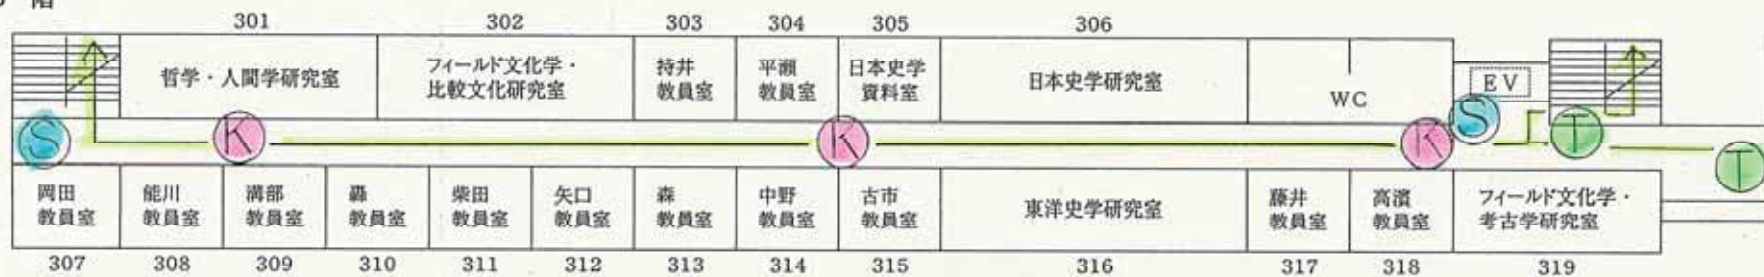 階
301 302 303 304 305 306
哲学・人間学研究室
フィールド文化学・
比較文化研究室
持井
教員室
平瀬
教員室
日本史学
資料室
日本史学研究室
WC
EV
S
K
K
K
S
T
T
岡田
教員室
能川
教員室
溝部
教員室
轟
教員室
柴田
教員室
矢口
教員室
森
教員室
中野
教員室
古市
教員室
東洋史学研究室
藤井
教員室
高濱
教員室
フィールド文化学・
考古学研究室
307 308 309 310 311 312 313 314 315 316 317 318 319